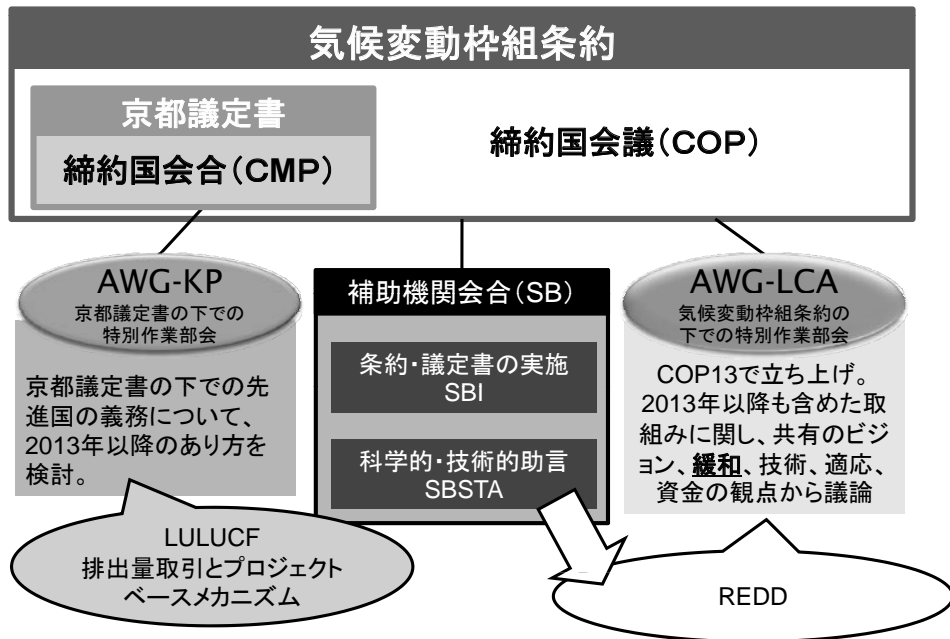 気候変動枠組条約
京都議定書
締約国会合(CMP)
締約国会議(COP)
AWG-KP
京都議定書の下での
特別作業部会
京都議定書の下での先
進国の義務について、
2013年以降のあり方を
検討。
LULUCF
排出量取引とプロジェクト
ベースメカニズム
補助機関会合(SB)
条約・議定書の実施
SBI
科学的・技術的助言
SBSTA
AWG-LCA
気候変動枠組条約の
下での特別作業部会
COP13で立ち上げ。
2013年以降も含めた取
組みに関し、共有のビジ
ョン、緩和、技術、適応、
資金の観点から議論
REDD